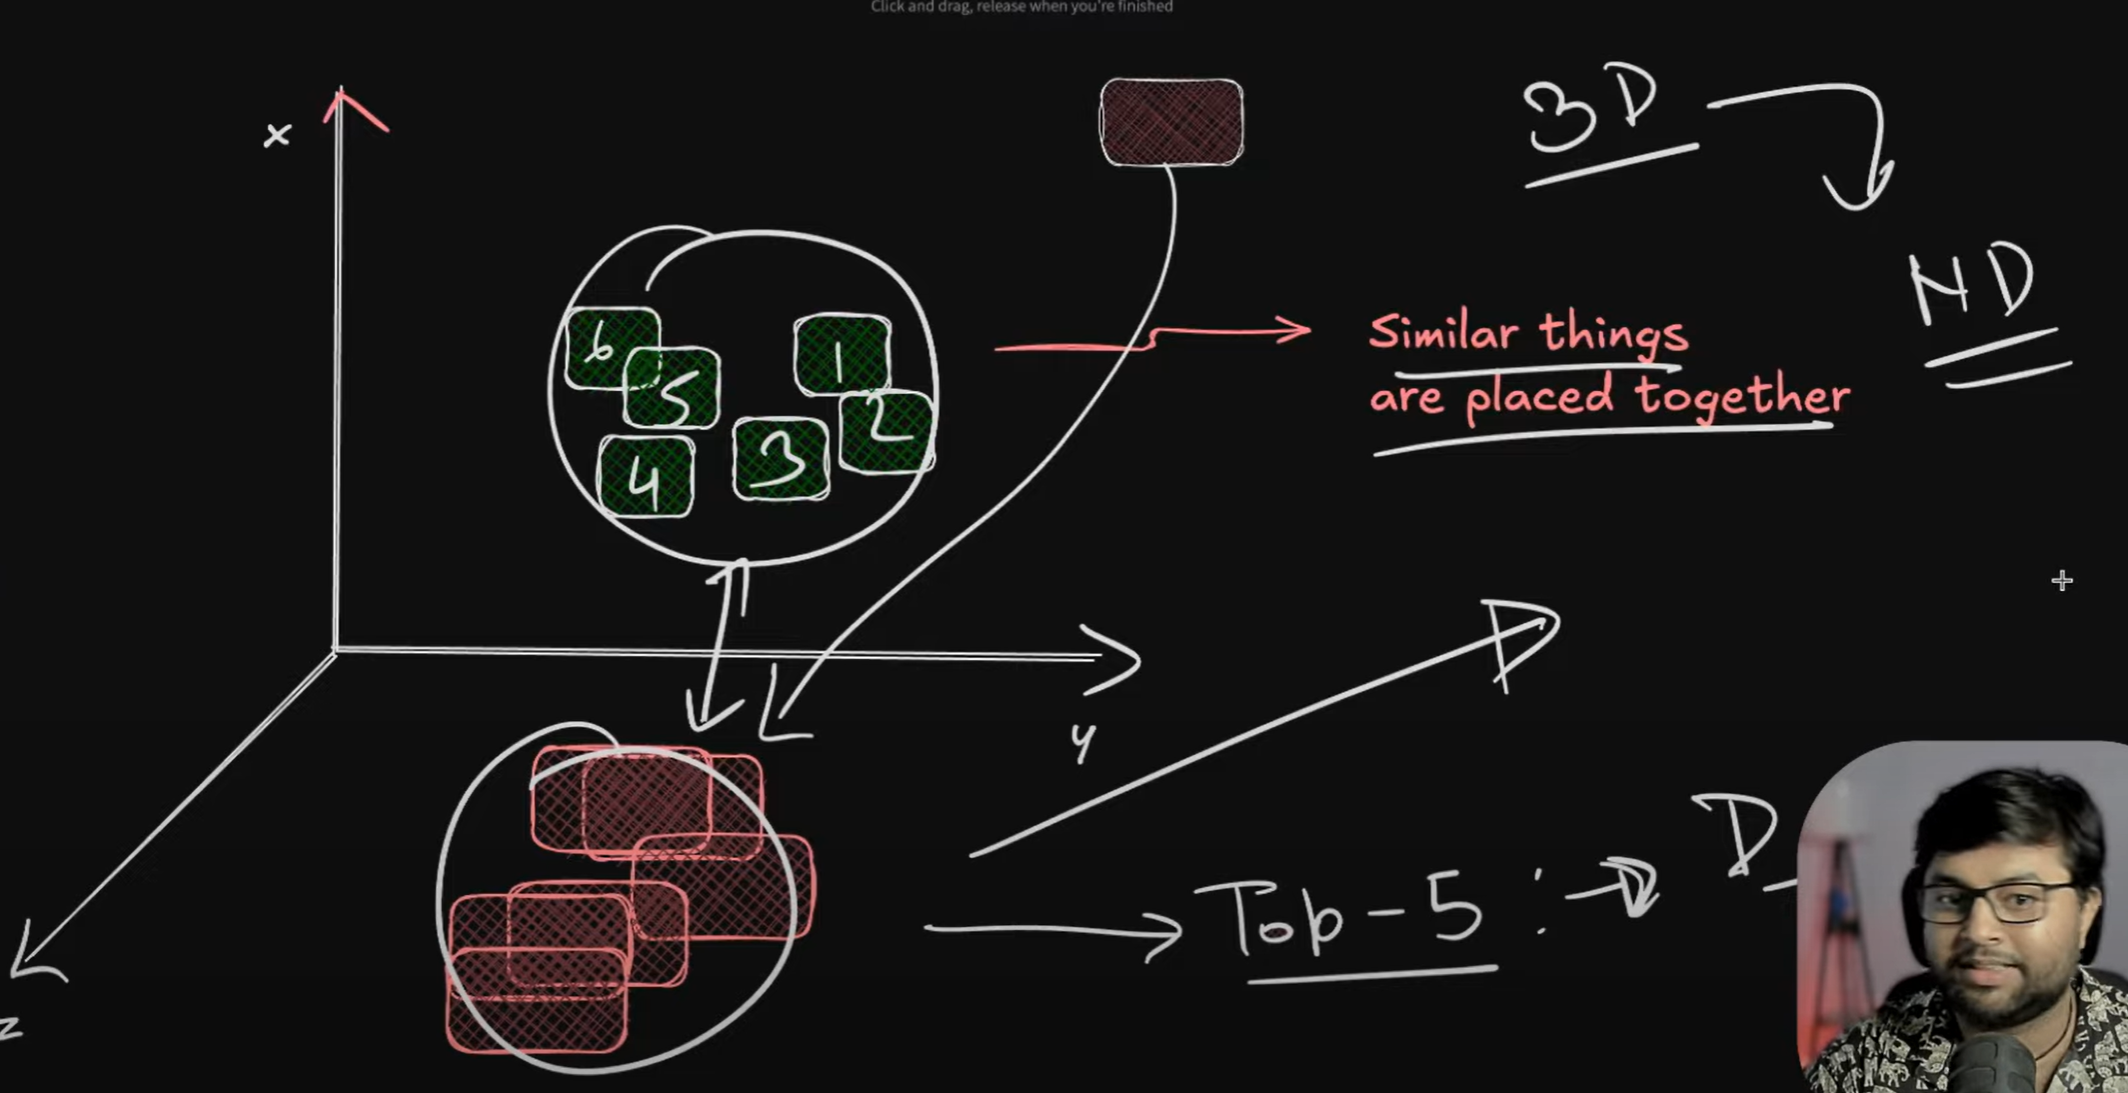 Click and drag, release when you're finished
x
3D
ND
6
5
4
3
1
2
Similar things
are placed together
y
Top-5 :
D
z